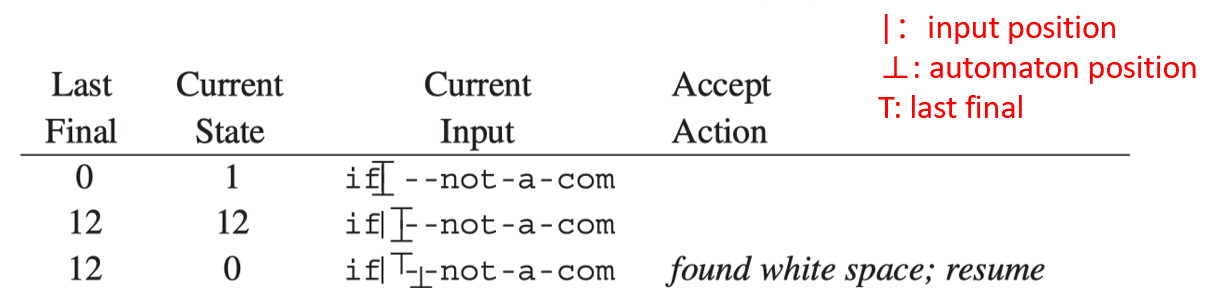 | : input position
⊥: automaton position
T: last final
Last Current Current Accept
Final State Input Action
0 1 if|⊤⊥ --not-a-com
12 12 if| ⊤⊥--not-a-com
12 0 if| ⊤-⊥-not-a-com found white space; resume